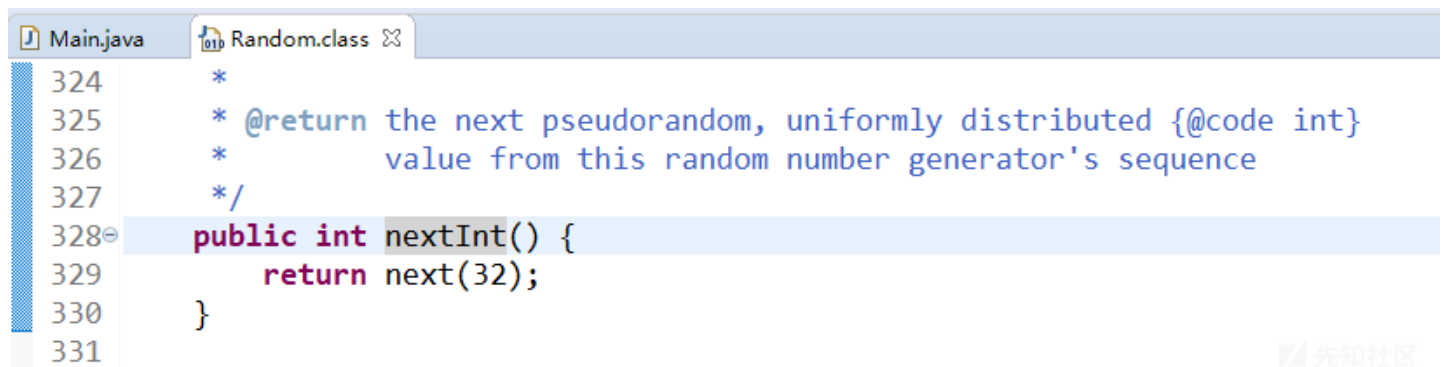 Main.java Random.class
324 *
325 * @return the next pseudorandom, uniformly distributed {@code int}
326 * value from this random number generator's sequence
327 */
328 public int nextInt() {
329 return next(32);
330 }
331
先知社区